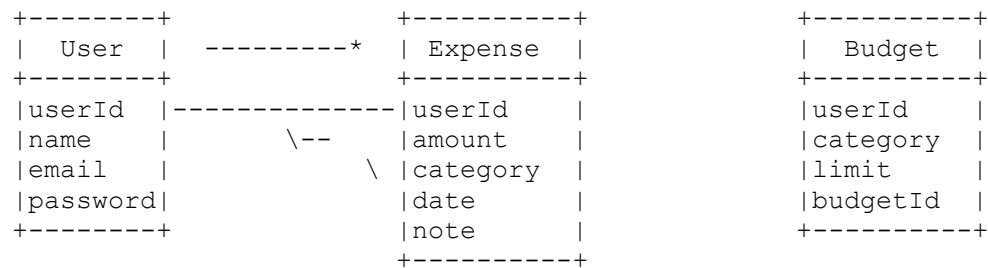 +--------+ +----------+ +----------+
| User | ---------* | Expense | | Budget |
+--------+ +----------+ +----------+
|userId |--------------|userId | |userId |
|name | \-- |amount | |category |
|email | \ |category | |limit |
|password| |date | |budgetId |
+--------+ |note | +----------+
+----------+